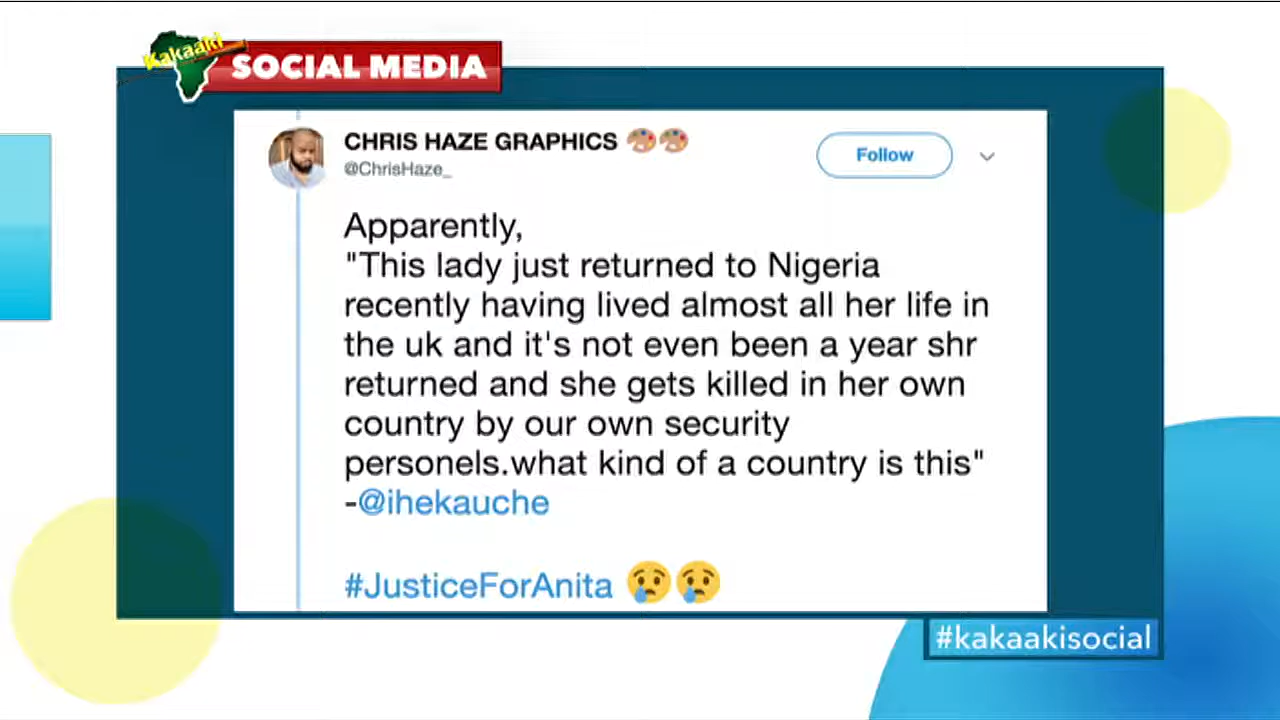 Kakaaki
SOCIAL MEDIA
CHRIS HAZE GRAPHICS 🎨🎨
@ChrisHaze_
Follow
Apparently,
"This lady just returned to Nigeria
recently having lived almost all her life in
the uk and it's not even been a year shr
returned and she gets killed in her own
country by our own security
personels.what kind of a country is this"
-@ihekauche
#JusticeForAnita 😢😢
#kakaakisocial